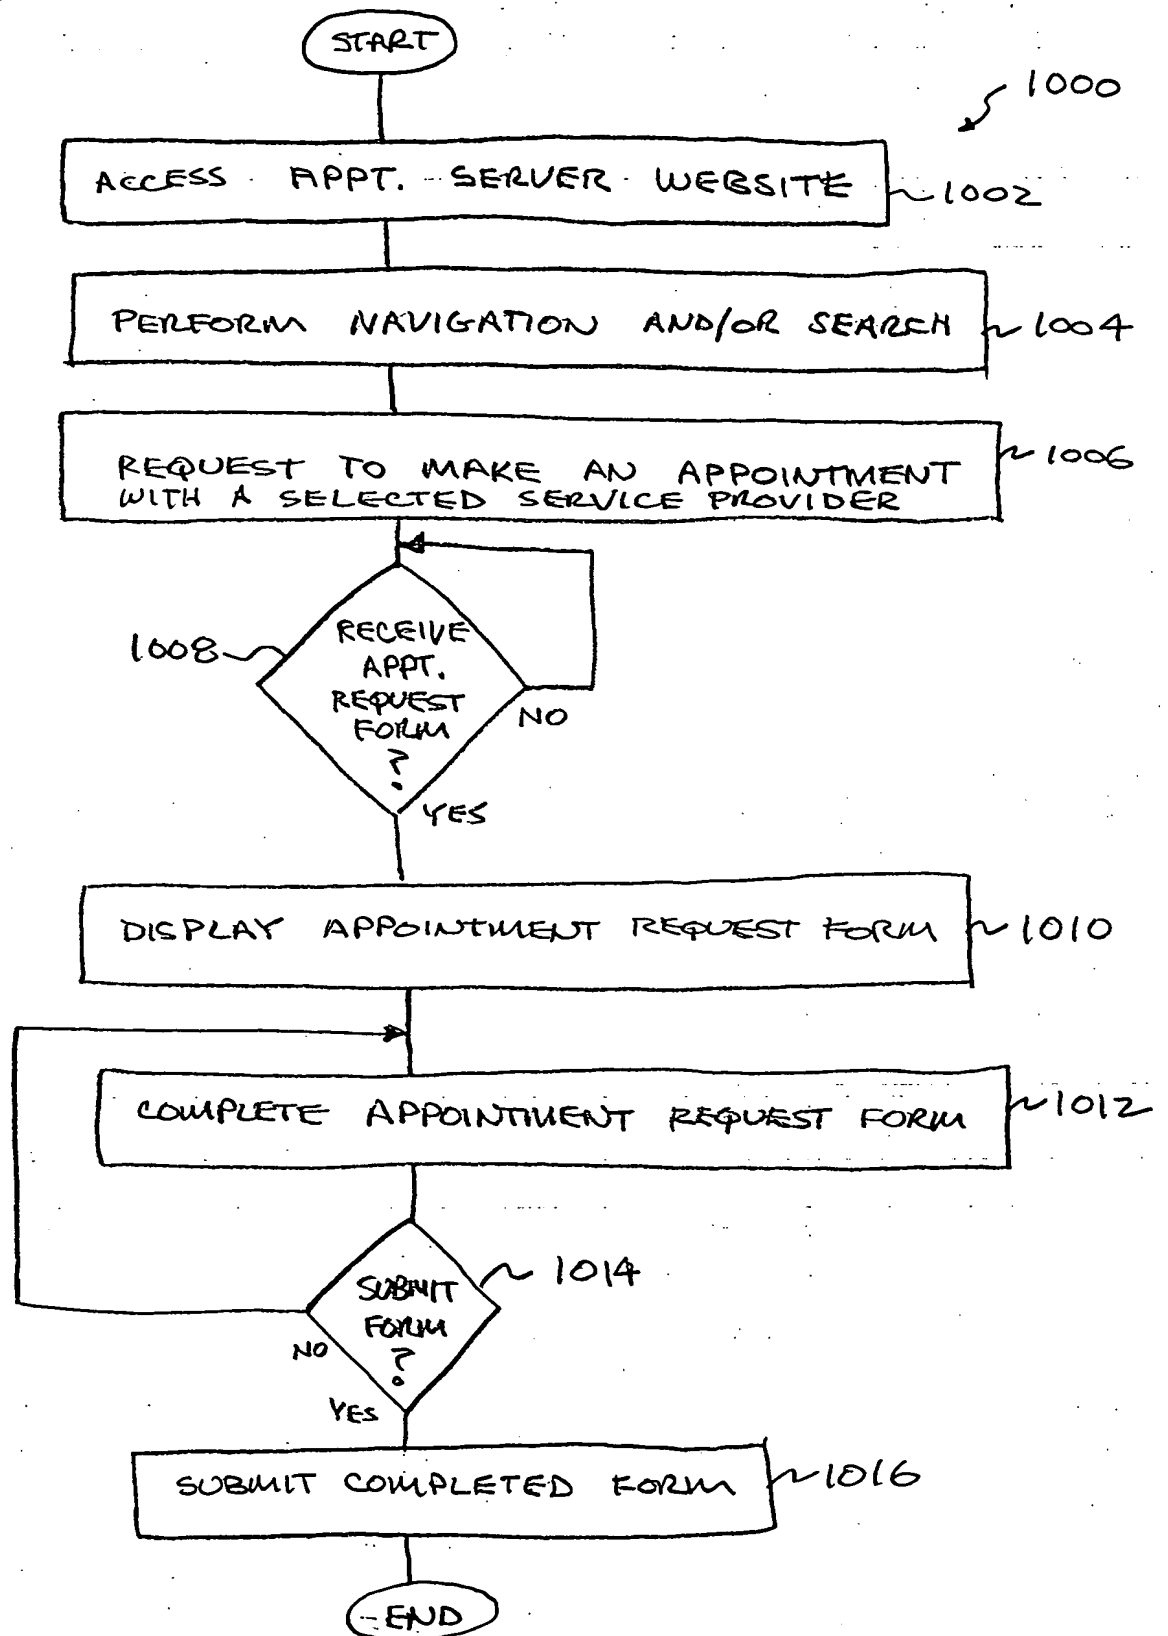 START
1000
ACCESS APPT. SERVER WEBSITE
1002
PERFORM NAVIGATION AND/OR SEARCH
1004
REQUEST TO MAKE AN APPOINTMENT
WITH A SELECTED SERVICE PROVIDER
1006
1008
RECEIVE
APPT.
REQUEST
FORM
?
NO
YES
DISPLAY APPOINTMENT REQUEST FORM
1010
COMPLETE APPOINTMENT REQUEST FORM
1012
SUBMIT
FORM
?
1014
NO
YES
SUBMIT COMPLETED FORM
1016
END